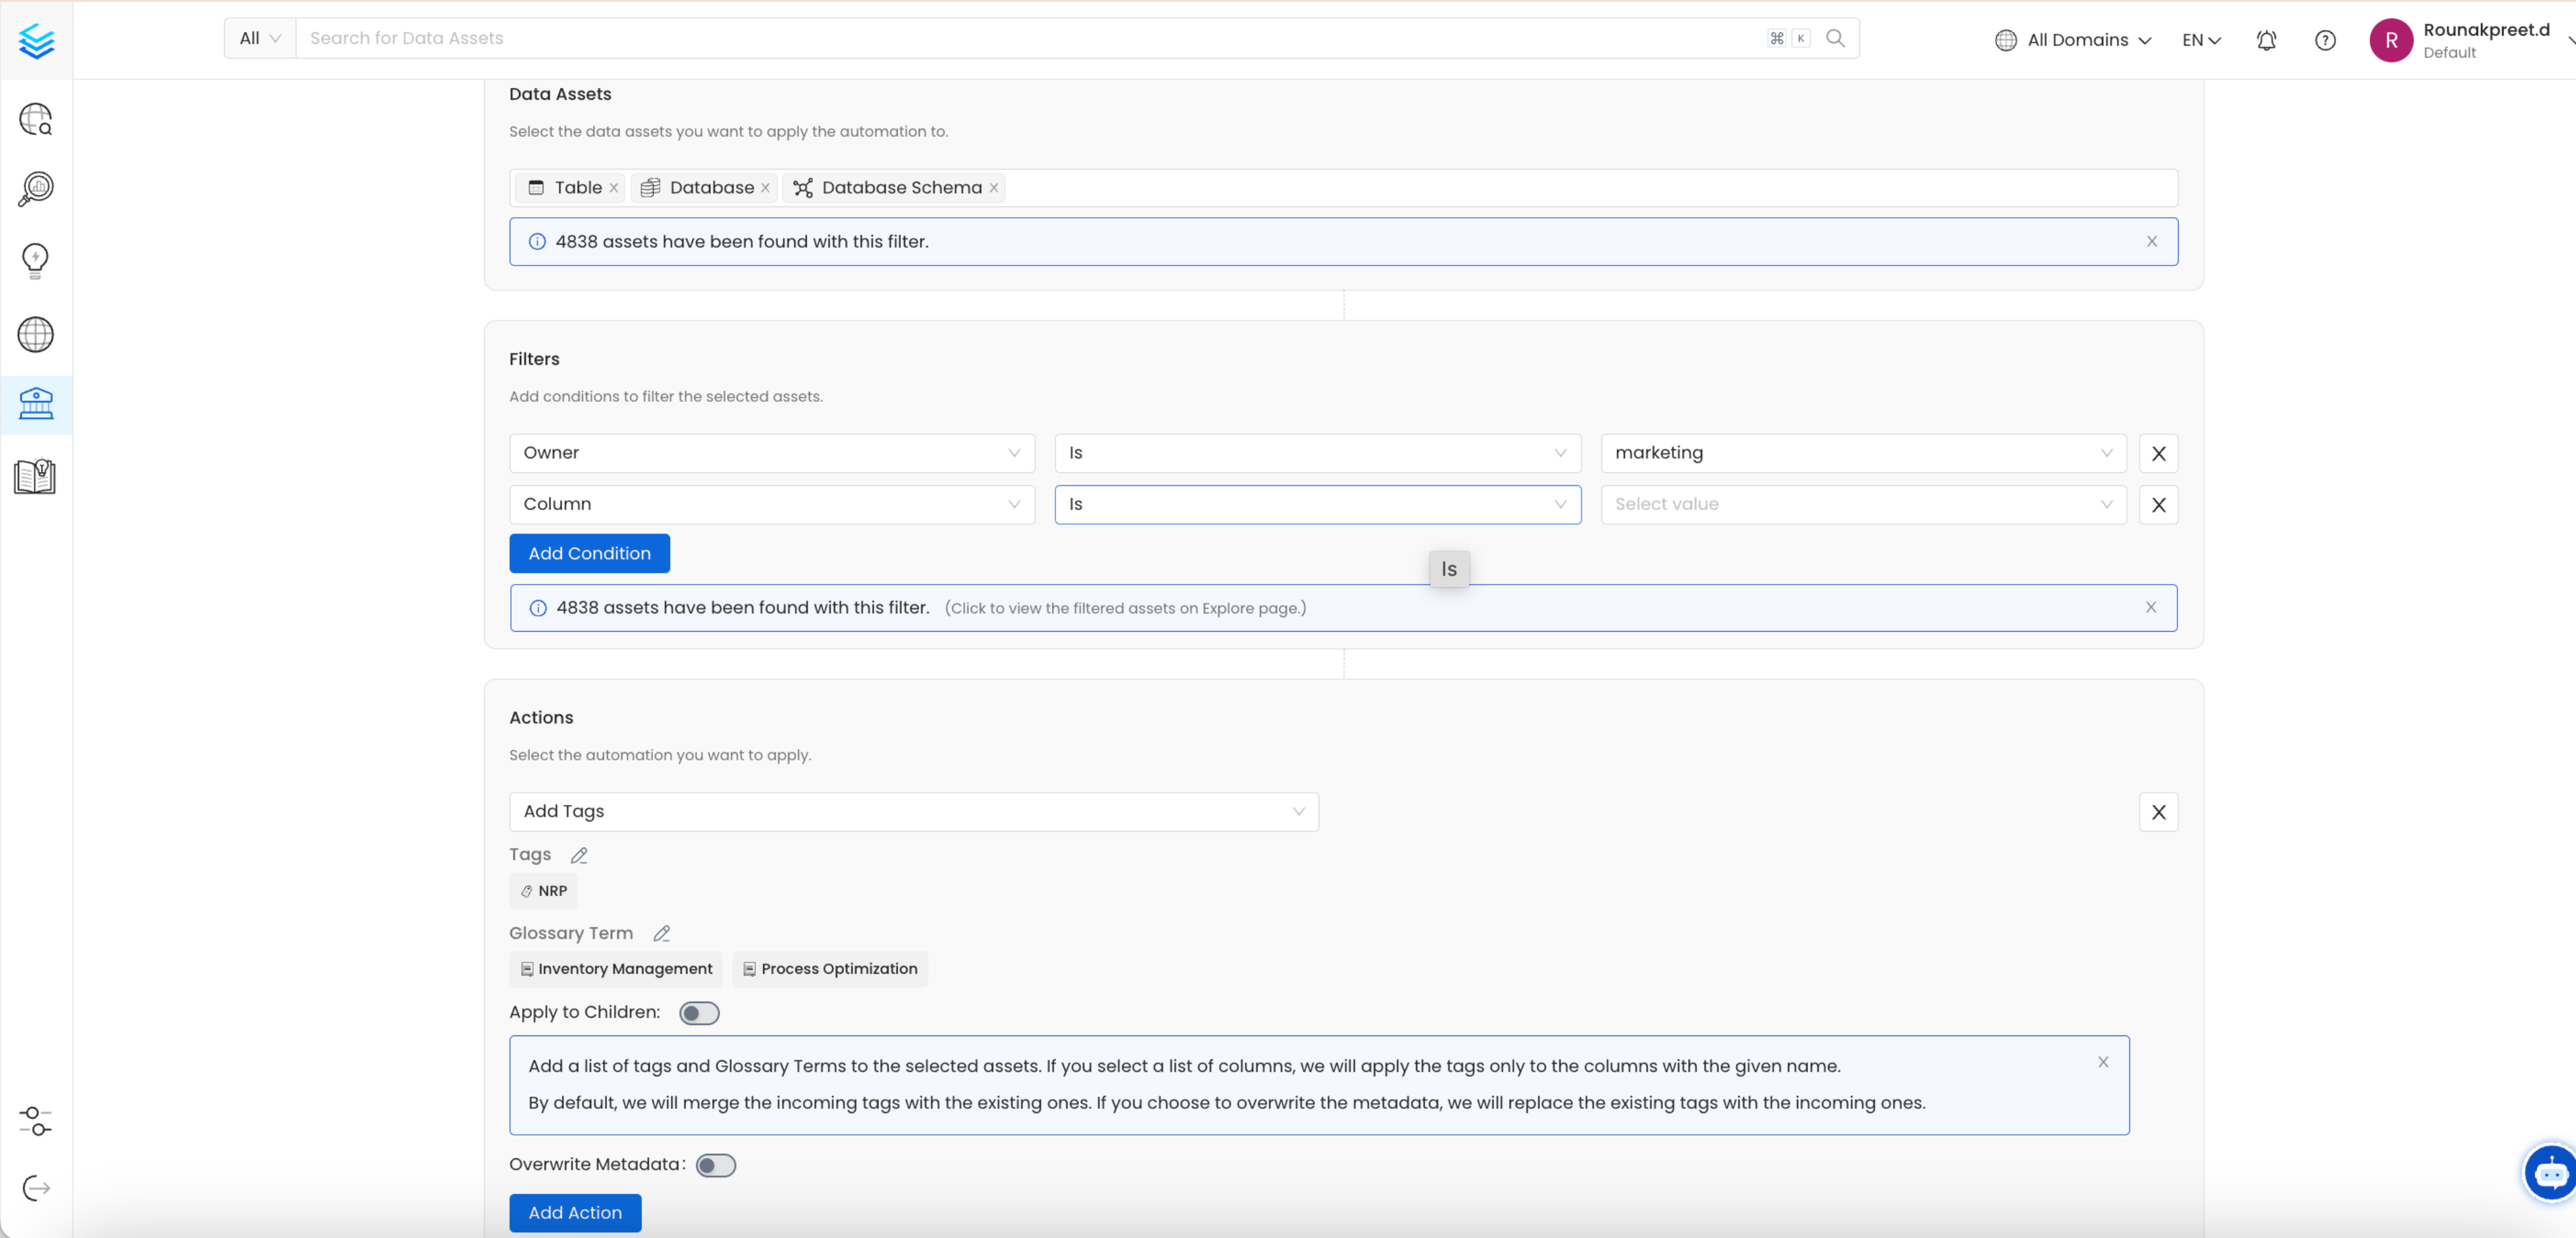 All Search for Data Assets ⌘ K All Domains EN R Rounakpreet.d
Default
Data Assets
Select the data assets you want to apply the automation to.
Table Database Database Schema
4838 assets have been found with this filter.
Filters
Add conditions to filter the selected assets.
Owner Is marketing X
Column Is Select value X
Add Condition
Is
4838 assets have been found with this filter. (Click to view the filtered assets on Explore page.)
Actions
Select the automation you want to apply.
Add Tags X
Tags
NRP
Glossary Term
Inventory Management Process Optimization
Apply to Children:
Add a list of tags and Glossary Terms to the selected assets. If you select a list of columns, we will apply the tags only to the columns with the given name.
By default, we will merge the incoming tags with the existing ones. If you choose to overwrite the metadata, we will replace the existing tags with the incoming ones.
Overwrite Metadata:
Add Action